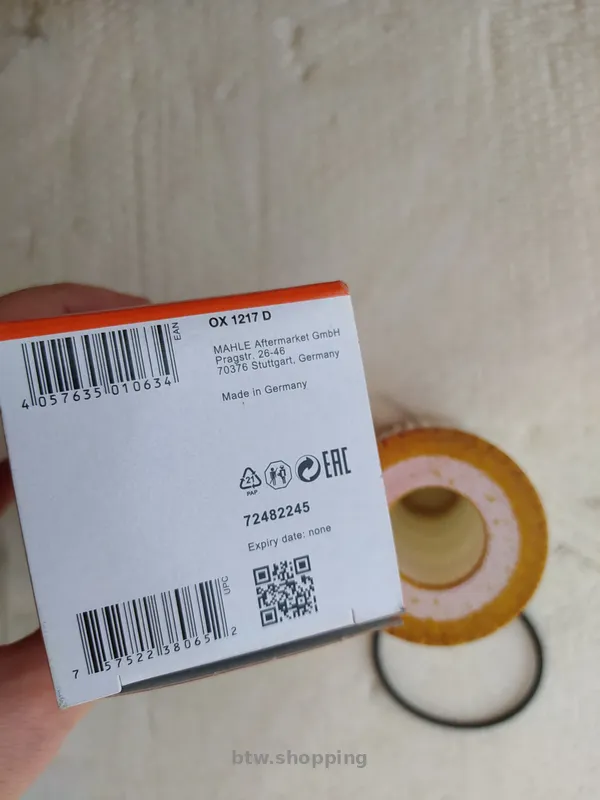 OX 1217 D
EAN
4 057635 010634
MAHLE Aftermarket GmbH
Pragstr. 26-46
70376 Stuttgart, Germany
Made in Germany
21
PAP
EAC
72482245
Expiry date: none
UPC
7 57522 38065 2
btw.shopping